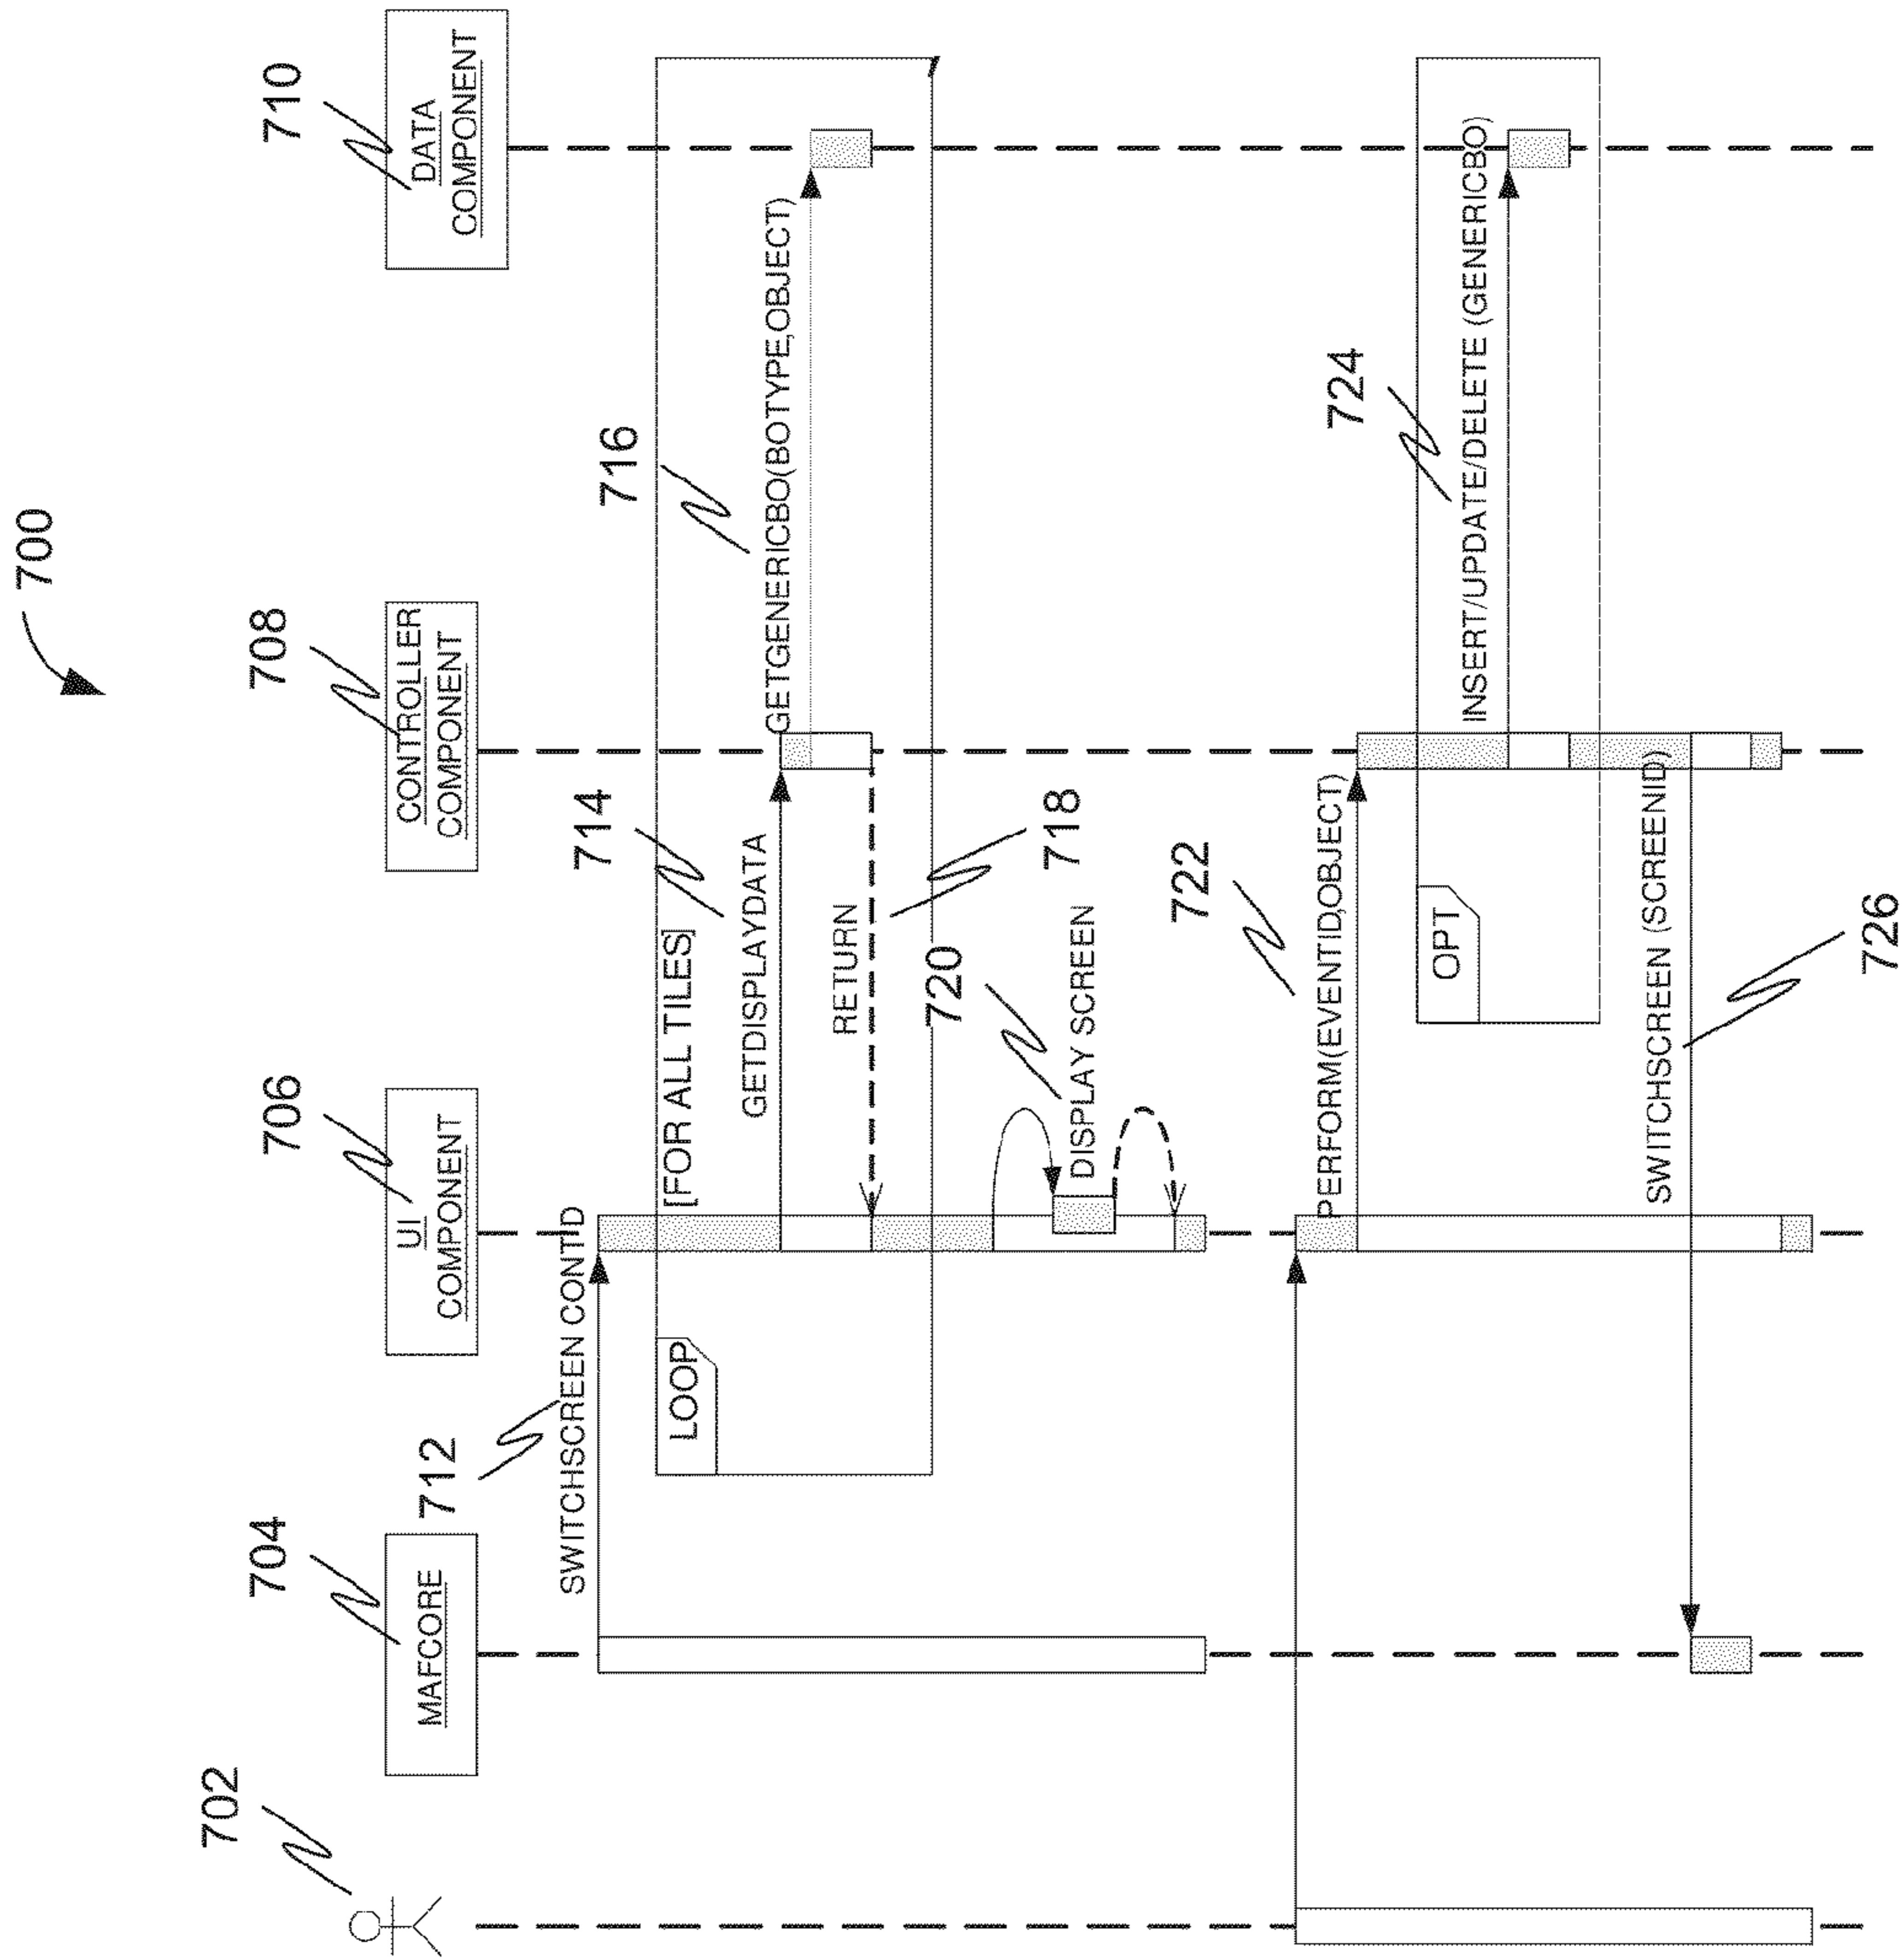 700
702
704
MAFCORE
706
UI
COMPONENT
708
CONTROLLER
COMPONENT
710
DATA
COMPONENT
712
SWITCHSCREEN CONTD
LOOP
[FOR ALL TILES]
714
GETDISPLAYDATA
716
GETGENERICBO(BOTYPE,OBJECT)
RETURN
718
720
DISPLAY SCREEN
722
PERFORM(EVENTID,OBJECT)
OPT
724
INSERT/UPDATE/DELETE (GENERICBO)
SWITCHSCREEN (SCREENID)
726